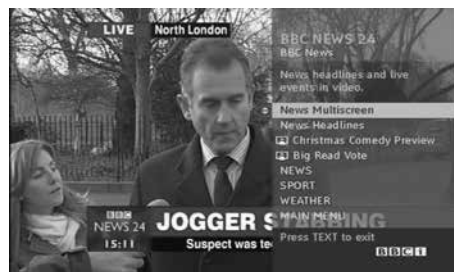 LIVE
North London
BBC NEWS 24
BBC News
News headlines and live
events in video.
News Multiscreen
News Headlines
Christmas Comedy Preview
Big Read Vote
NEWS
SPORT
WEATHER
MAIN MENU
Press TEXT to exit
BBCi
BBC
NEWS 24
15:11
JOGGER STABBING
Suspect was